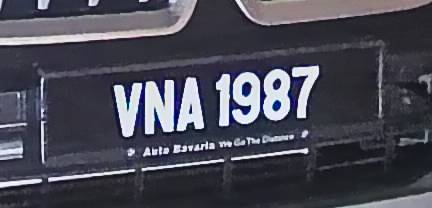 VNA 1987
Auto Bavaria We Go The Distance